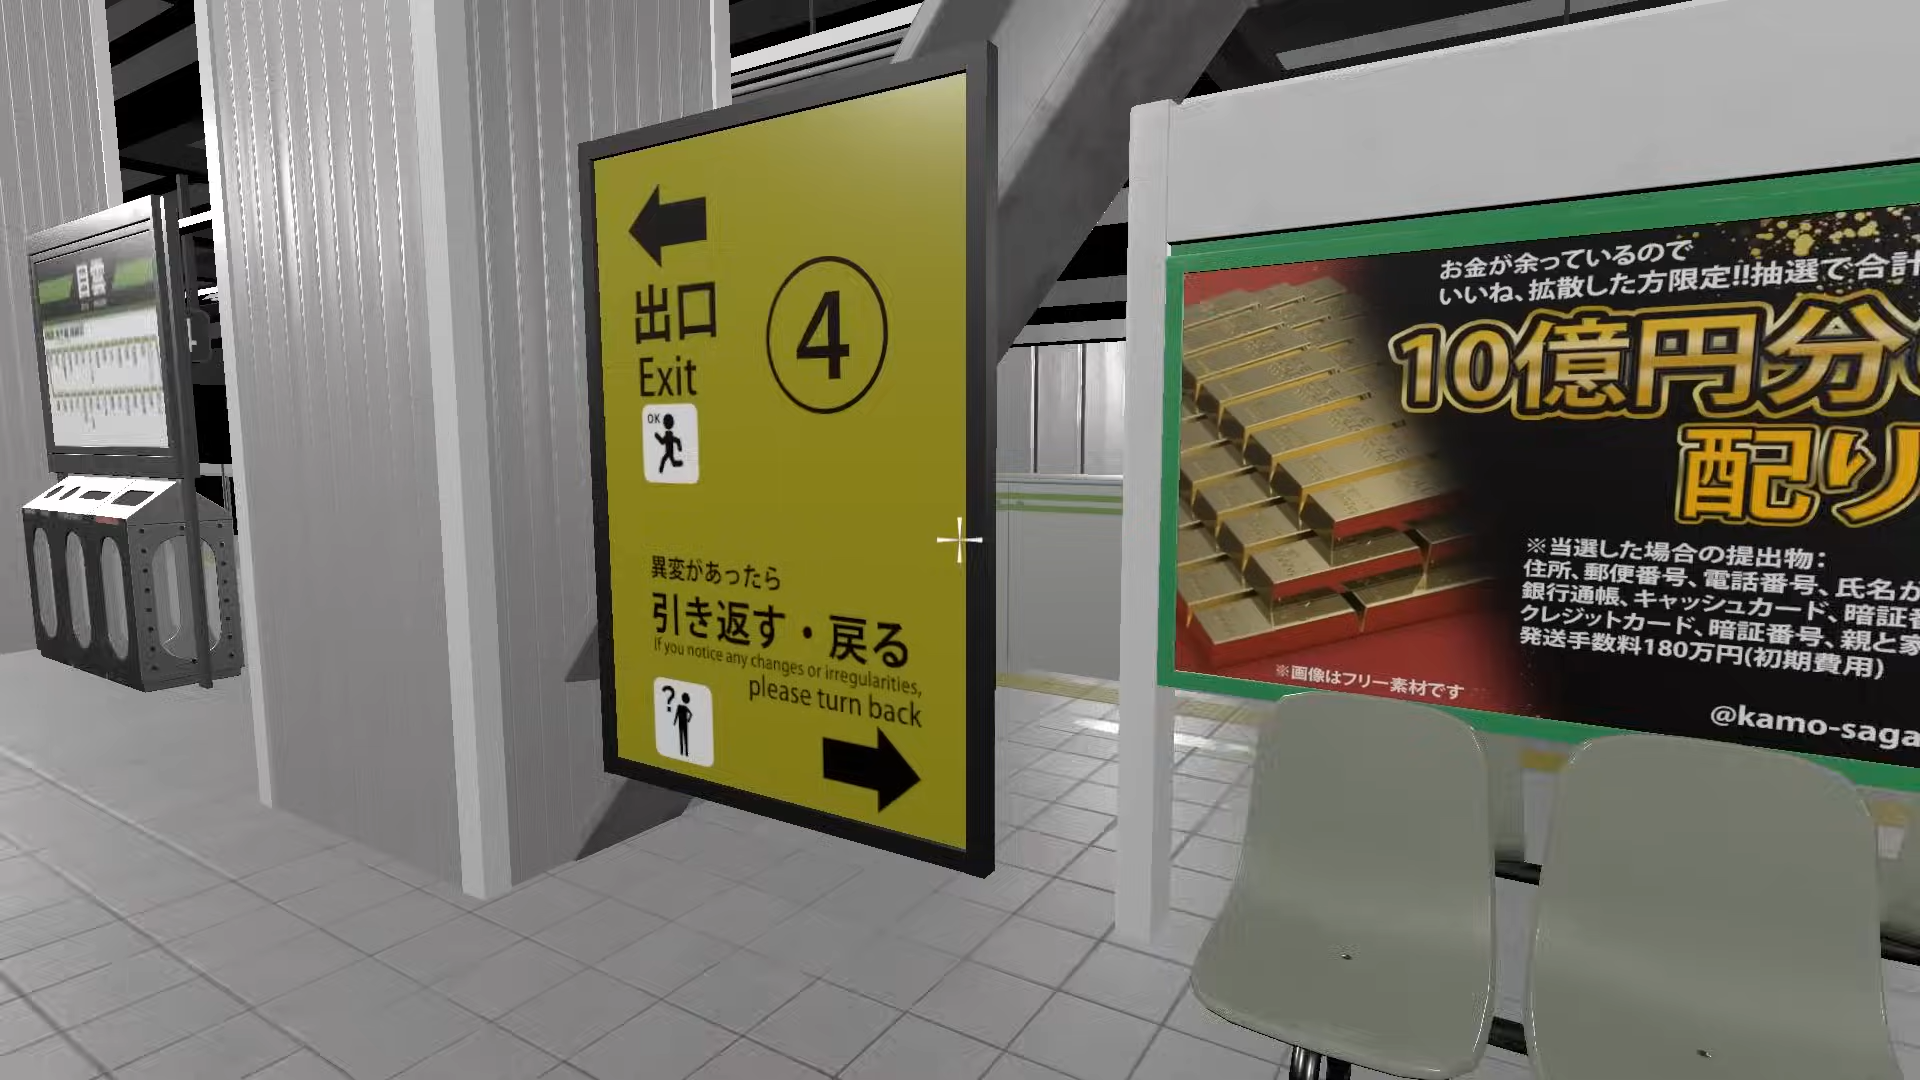 出口
Exit
4
OK
異変があったら
引き返す・戻る
If you notice any changes or irregularities,
please turn back
?
お金が余っているので
いいね、拡散した方限定!!抽選で合計
10億円分
配り
※当選した場合の提出物:
住所、郵便番号、電話番号、氏名
銀行通帳、キャッシュカード、暗証
クレジットカード、暗証番号、親と
発送手数料180万円(初期費用)
※画像はフリー素材です
@kamo-saga